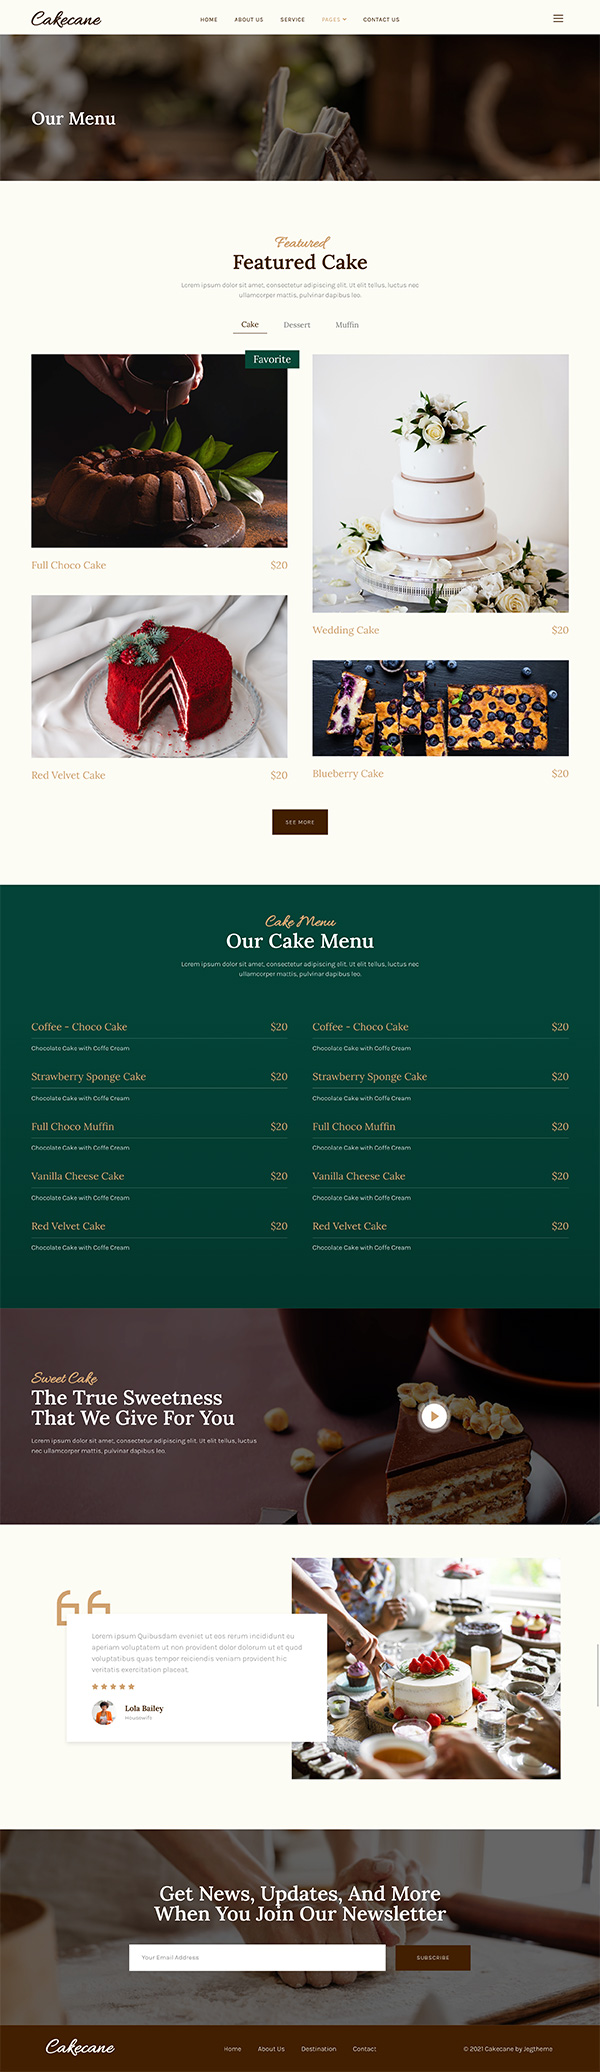 Cakecane
HOME ABOUT US SERVICE PAGES CONTACT US
Our Menu
Featured
Featured Cake
Lorem ipsum dolor sit amet, consectetur adipiscing elit. Ut elit tellus, luctus nec
ullamcorper mattis, pulvinar dapibus leo.
Cake Dessert Muffin
Favorite
Full Choco Cake $20
Wedding Cake $20
Red Velvet Cake $20
Blueberry Cake $20
SEE MORE
Cake Menu
Our Cake Menu
Lorem ipsum dolor sit amet, consectetur adipiscing elit. Ut elit tellus, luctus nec
ullamcorper mattis, pulvinar dapibus leo.
Coffee - Choco Cake $20
Chocolate Cake with Coffe Cream
Strawberry Sponge Cake $20
Chocolate Cake with Coffe Cream
Full Choco Muffin $20
Chocolate Cake with Coffe Cream
Vanilla Cheese Cake $20
Chocolate Cake with Coffe Cream
Red Velvet Cake $20
Chocolate Cake with Coffe Cream
Coffee - Choco Cake $20
Chocolate Cake with Coffe Cream
Strawberry Sponge Cake $20
Chocolate Cake with Coffe Cream
Full Choco Muffin $20
Chocolate Cake with Coffe Cream
Vanilla Cheese Cake $20
Chocolate Cake with Coffe Cream
Red Velvet Cake $20
Chocolate Cake with Coffe Cream
Sweet Cake
The True Sweetness
That We Give For You
Lorem ipsum dolor sit amet, consectetur adipiscing elit. Ut elit tellus, luctus
nec ullamcorper mattis, pulvinar dapibus leo.
Lorem ipsum Quibusdam eveniet ut eos rerum incididunt eu
aperiam voluptatem ut non provident dolor dolorum ut et quod
voluptatibus quas tempor reiciendis veniam provident hic
veritatis exercitation placeat.
Lola Bailey
Housewife
Get News, Updates, And More
When You Join Our Newsletter
Your Email Address
SUBSCRIBE
Cakecane
Home About Us Destination Contact
© 2021 Cakecane by Jegtheme